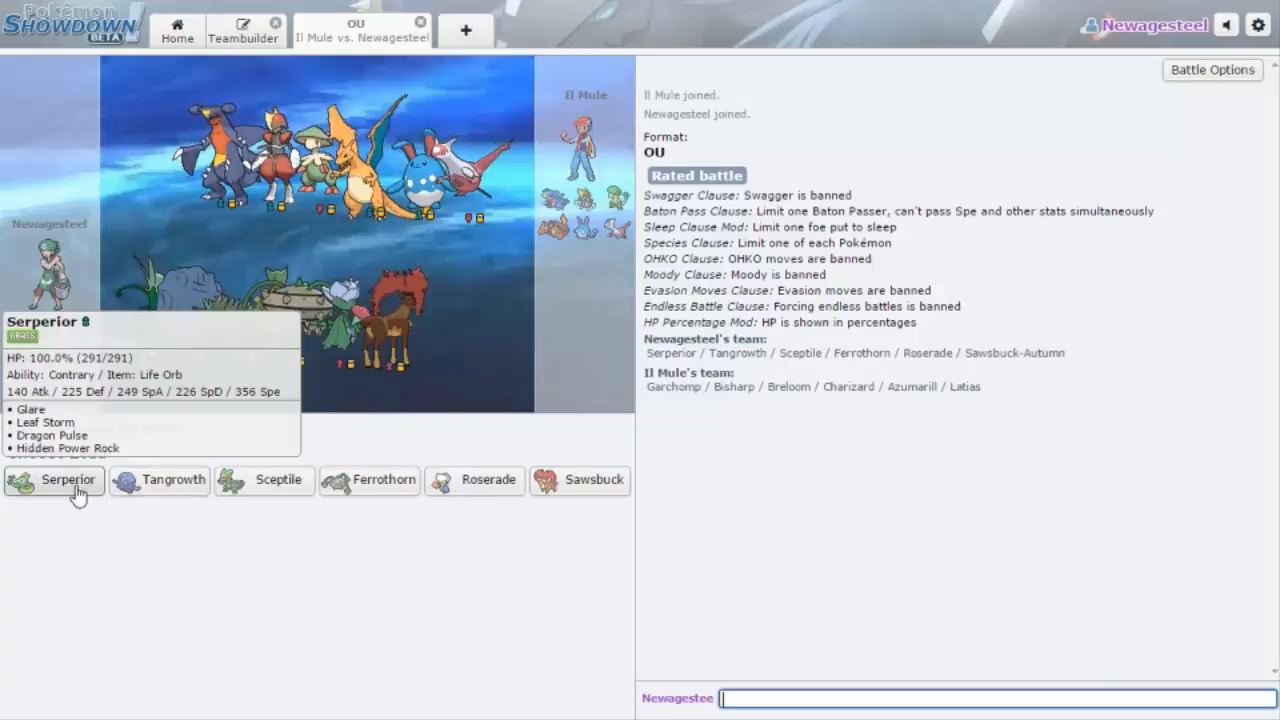 Pokémon
SHOWDOWN
BETA
Home
Teambuilder
OU
Il Mule vs. Newagesteel
+
Newagesteel
Battle Options
Il Mule
Newagesteel
Serperior
GRASS
HP: 100.0% (291/291)
Ability: Contrary / Item: Life Orb
140 Atk / 225 Def / 249 SpA / 226 SpD / 356 Spe
• Glare
• Leaf Storm
• Dragon Pulse
• Hidden Power Rock
Serperior
Tangrowth
Sceptile
Ferrothorn
Roserade
Sawsbuck
Il Mule joined.
Newagesteel joined.
Format:
OU
Rated battle
Swagger Clause: Swagger is banned
Baton Pass Clause: Limit one Baton Passer, can't pass Spe and other stats simultaneously
Sleep Clause Mod: Limit one foe put to sleep
Species Clause: Limit one of each Pokémon
OHKO Clause: OHKO moves are banned
Moody Clause: Moody is banned
Evasion Moves Clause: Evasion moves are banned
Endless Battle Clause: Forcing endless battles is banned
HP Percentage Mod: HP is shown in percentages
Newagesteel's team:
Serperior / Tangrowth / Sceptile / Ferrothorn / Roserade / Sawsbuck-Autumn
Il Mule's team:
Garchomp / Bisharp / Breloom / Charizard / Azumarill / Latias
Newagestee